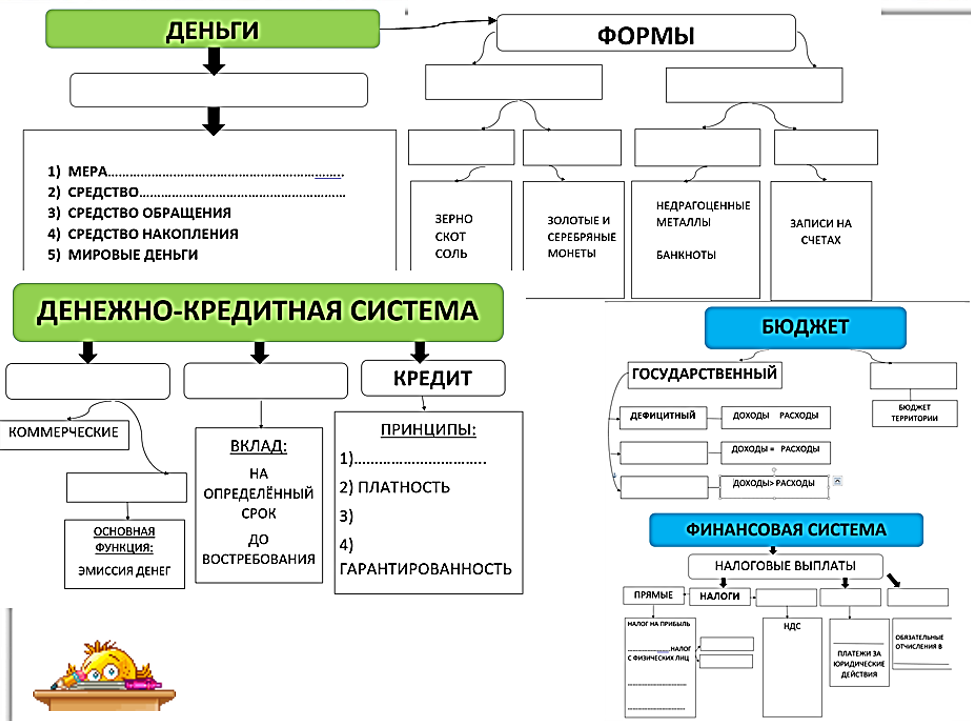 ДЕНЬГИ
ФОРМЫ
1) МЕРА……………………………………………………..
2) СРЕДСТВО……………………………………………
3) СРЕДСТВО ОБРАЩЕНИЯ
4) СРЕДСТВО НАКОПЛЕНИЯ
5) МИРОВЫЕ ДЕНЬГИ
ЗЕРНО
СКОТ
СОЛЬ
ЗОЛОТЫЕ И
СЕРЕБРЯНЫЕ
МОНЕТЫ
НЕДРАГОЦЕННЫЕ
МЕТАЛЛЫ
БАНКНОТЫ
ЗАПИСИ НА
СЧЕТАХ
ДЕНЕЖНО-КРЕДИТНАЯ СИСТЕМА
КРЕДИТ
КОММЕРЧЕСКИЕ
ОСНОВНАЯ
ФУНКЦИЯ:
ЭМИССИЯ ДЕНЕГ
ВКЛАД:
НА
ОПРЕДЕЛЁННЫЙ
СРОК
ДО
ВОСТРЕБОВАНИЯ
ПРИНЦИПЫ:
1)……………………………..
2) ПЛАТНОСТЬ
3)
4)
ГАРАНТИРОВАННОСТЬ
БЮДЖЕТ
ГОСУДАРСТВЕННЫЙ
БЮДЖЕТ
ТЕРРИТОРИИ
ДЕФИЦИТНЫЙ
ДОХОДЫ РАСХОДЫ
ДОХОДЫ = РАСХОДЫ
ДОХОДЫ> РАСХОДЫ
ФИНАНСОВАЯ СИСТЕМА
НАЛОГОВЫЕ ВЫПЛАТЫ
ПРЯМЫЕ
НАЛОГИ
НАЛОГ НА ПРИБЫЛЬ
………….НАЛОГ
С ФИЗИЧЕСКИХ ЛИЦ
……………………
……………………
НДС
___________
ПЛАТЕЖИ ЗА
ЮРИДИЧЕСКИЕ
ДЕЙСТВИЯ
ОБЯЗАТЕЛЬНЫЕ
ОТЧИСЛЕНИЯ В
___________